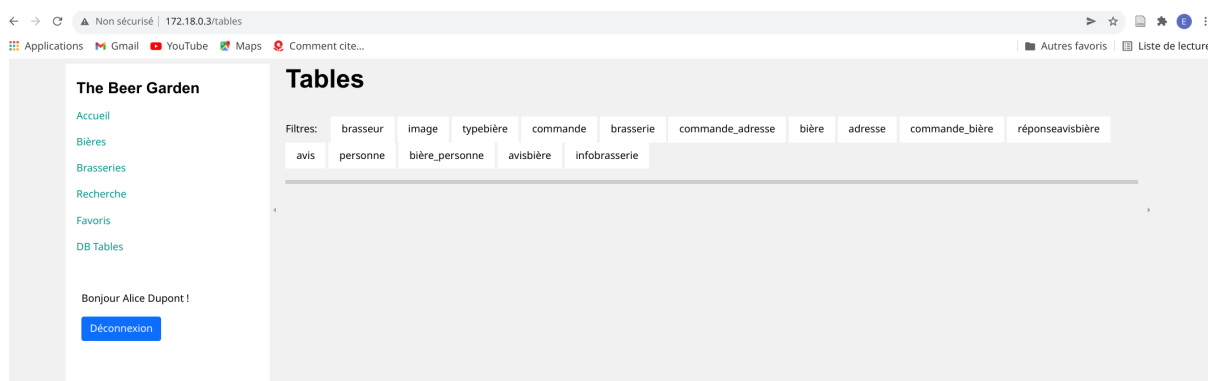 Non sécurisé | 172.18.0.3/tables
E
Applications Gmail YouTube Maps Comment cite... Autres favoris Liste de lecture
The Beer Garden
Accueil
Bières
Brasseries
Recherche
Favoris
DB Tables
Bonjour Alice Dupont !
Déconnexion
Tables
Filtres: brasseur image typebière commande brasserie commande_adresse bière adresse commande_bière réponseavisbière
avis personne bière_personne avisbière infobrasserie